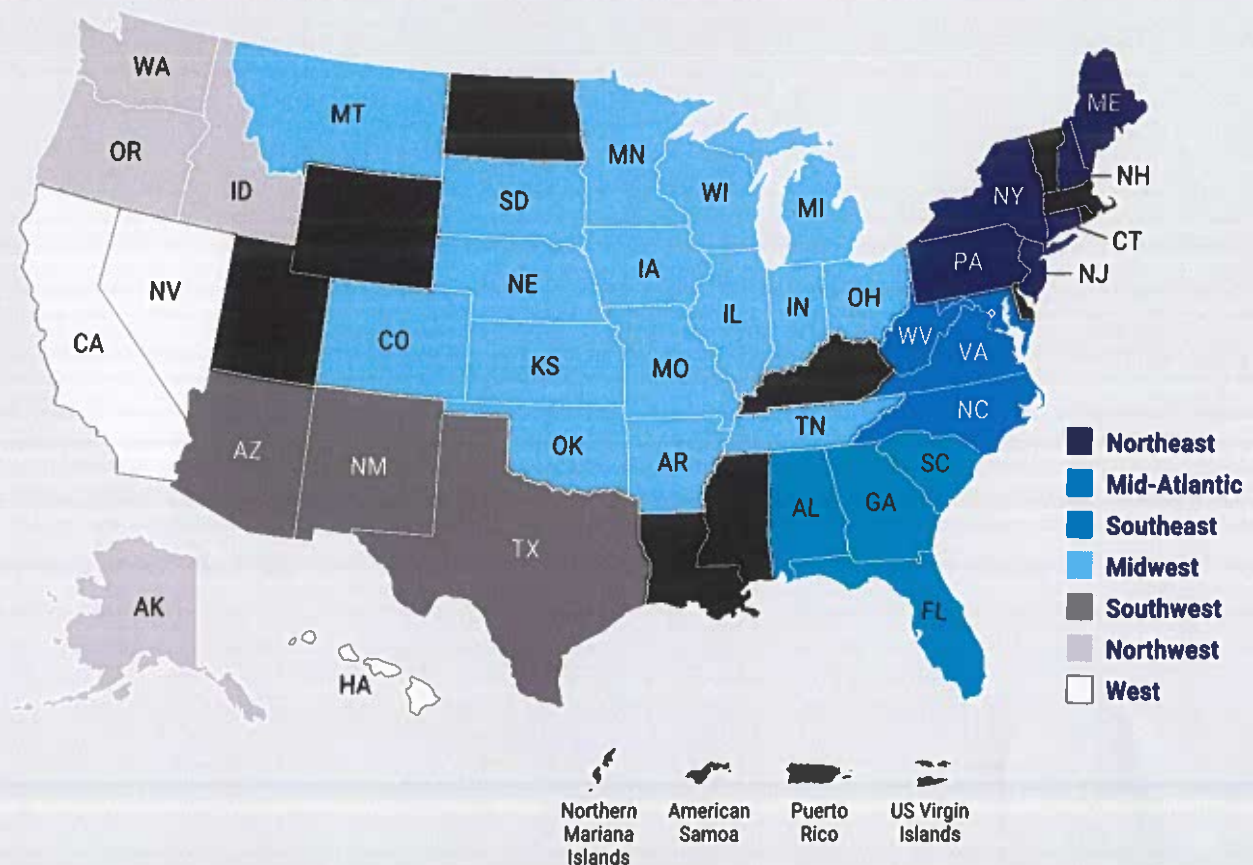 WA
MT
ME
OR
MN
ID
SD
WI
NH
MI
NY
CT
NE
IA
PA
NJ
NV
IL
IN
OH
CO
WV
CA
KS
MO
VA
NC
TN
OK
AZ
NM
AR
SC
AL
GA
TX
FL
AK
HA
Northeast
Mid-Atlantic
Southeast
Midwest
Southwest
Northwest
West
Northern
Mariana
Islands
American
Samoa
Puerto
Rico
US Virgin
Islands